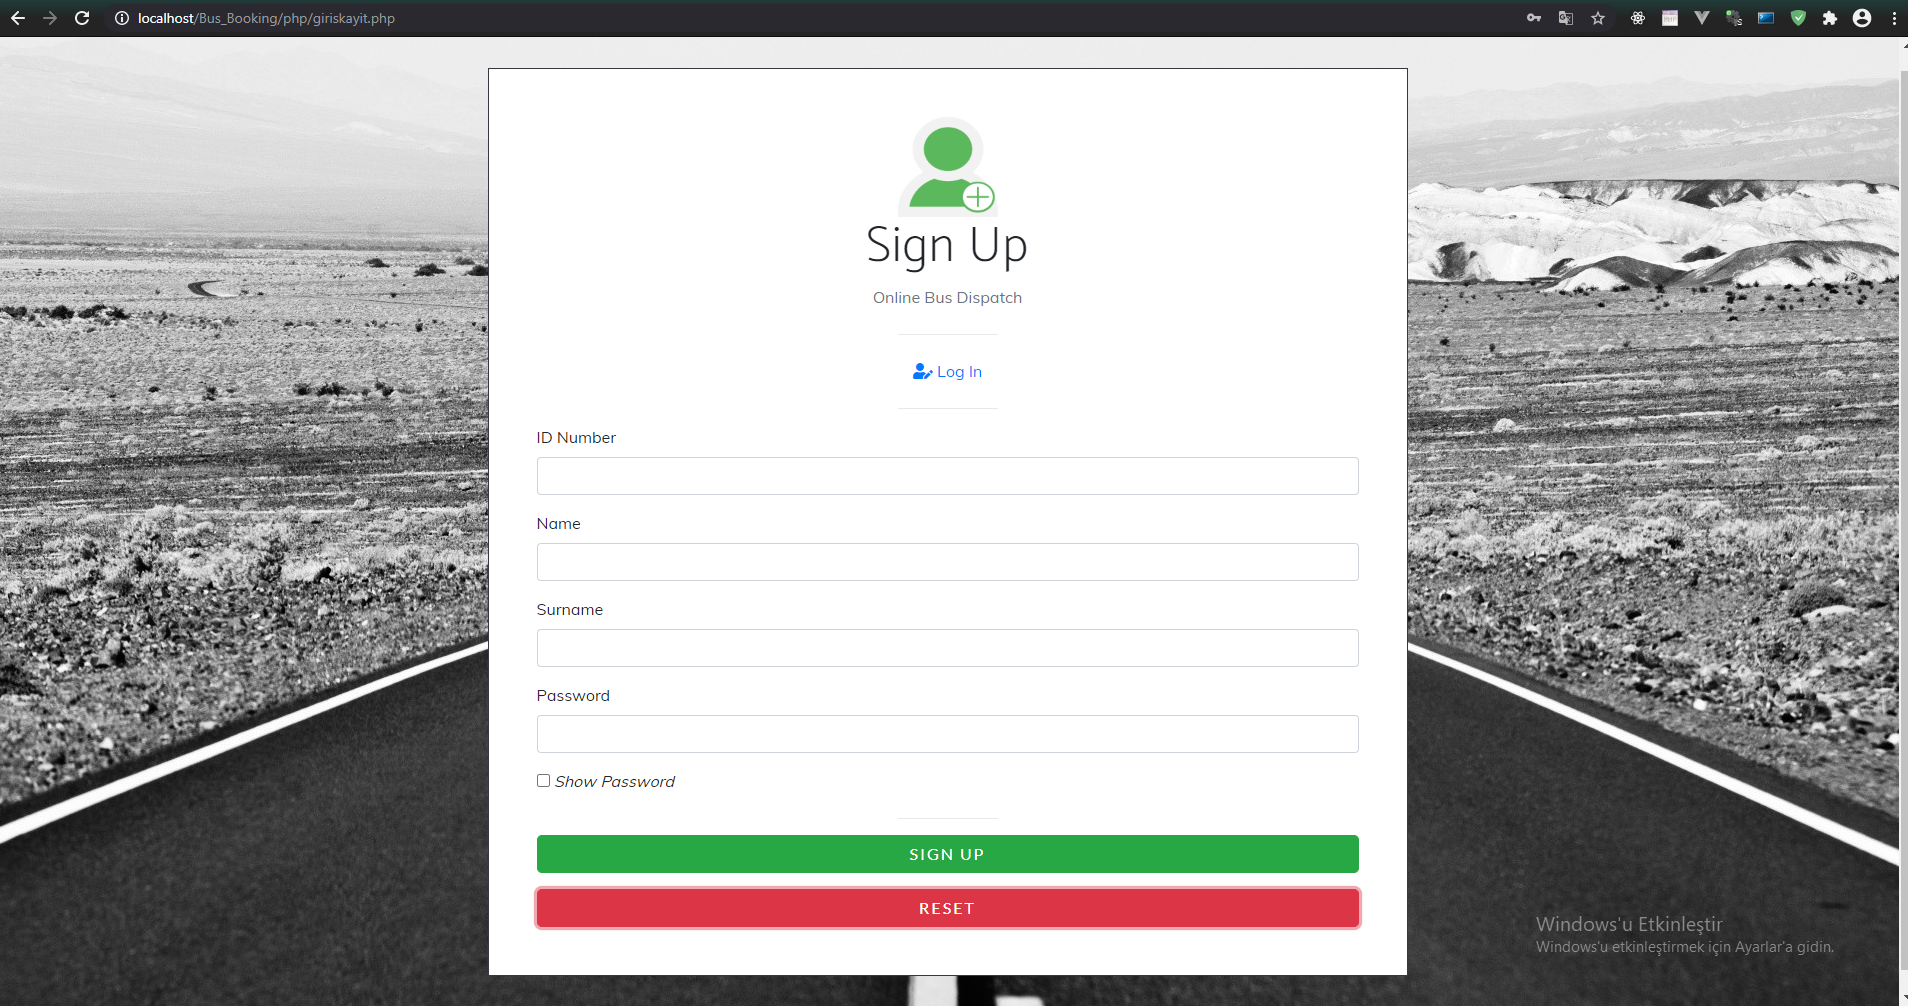 localhost/Bus_Booking/php/giriskayit.php
Sign Up
Online Bus Dispatch
Log In
ID Number
Name
Surname
Password
Show Password
SIGN UP
RESET
Windows'u Etkinleştir
Windows'u etkinleştirmek için Ayarlar'a gidin.